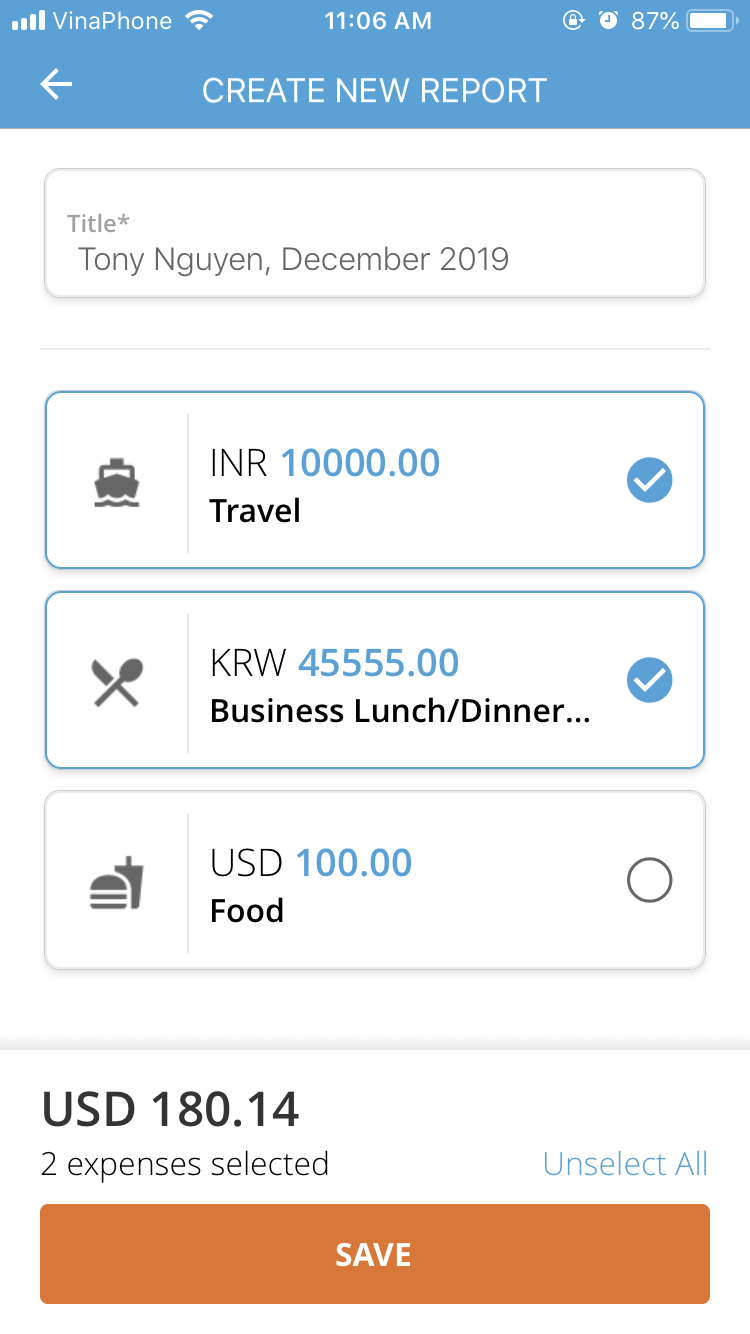 VinaPhone 11:06 AM 87%
CREATE NEW REPORT
Title*
Tony Nguyen, December 2019
INR 10000.00
Travel
KRW 45555.00
Business Lunch/Dinner...
USD 100.00
Food
USD 180.14
2 expenses selected Unselect All
SAVE